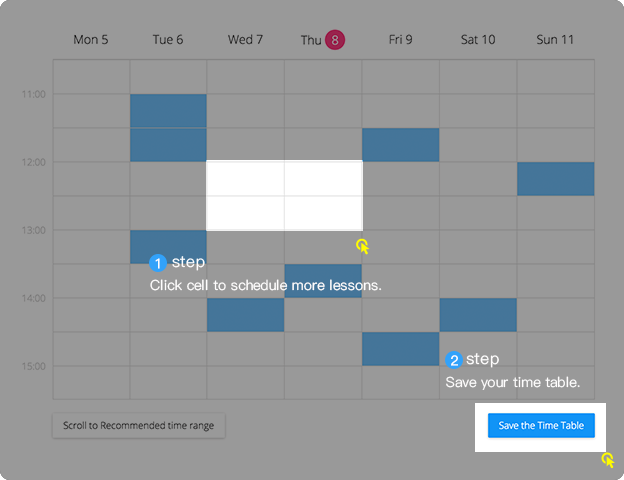 Mon 5 Tue 6 Wed 7 Thu 8 Fri 9 Sat 10 Sun 11
11:00
12:00
13:00
1 step
Click cell to schedule more lessons.
14:00
2 step
15:00
Save your time table.
Scroll to Recommended time range
Save the Time Table